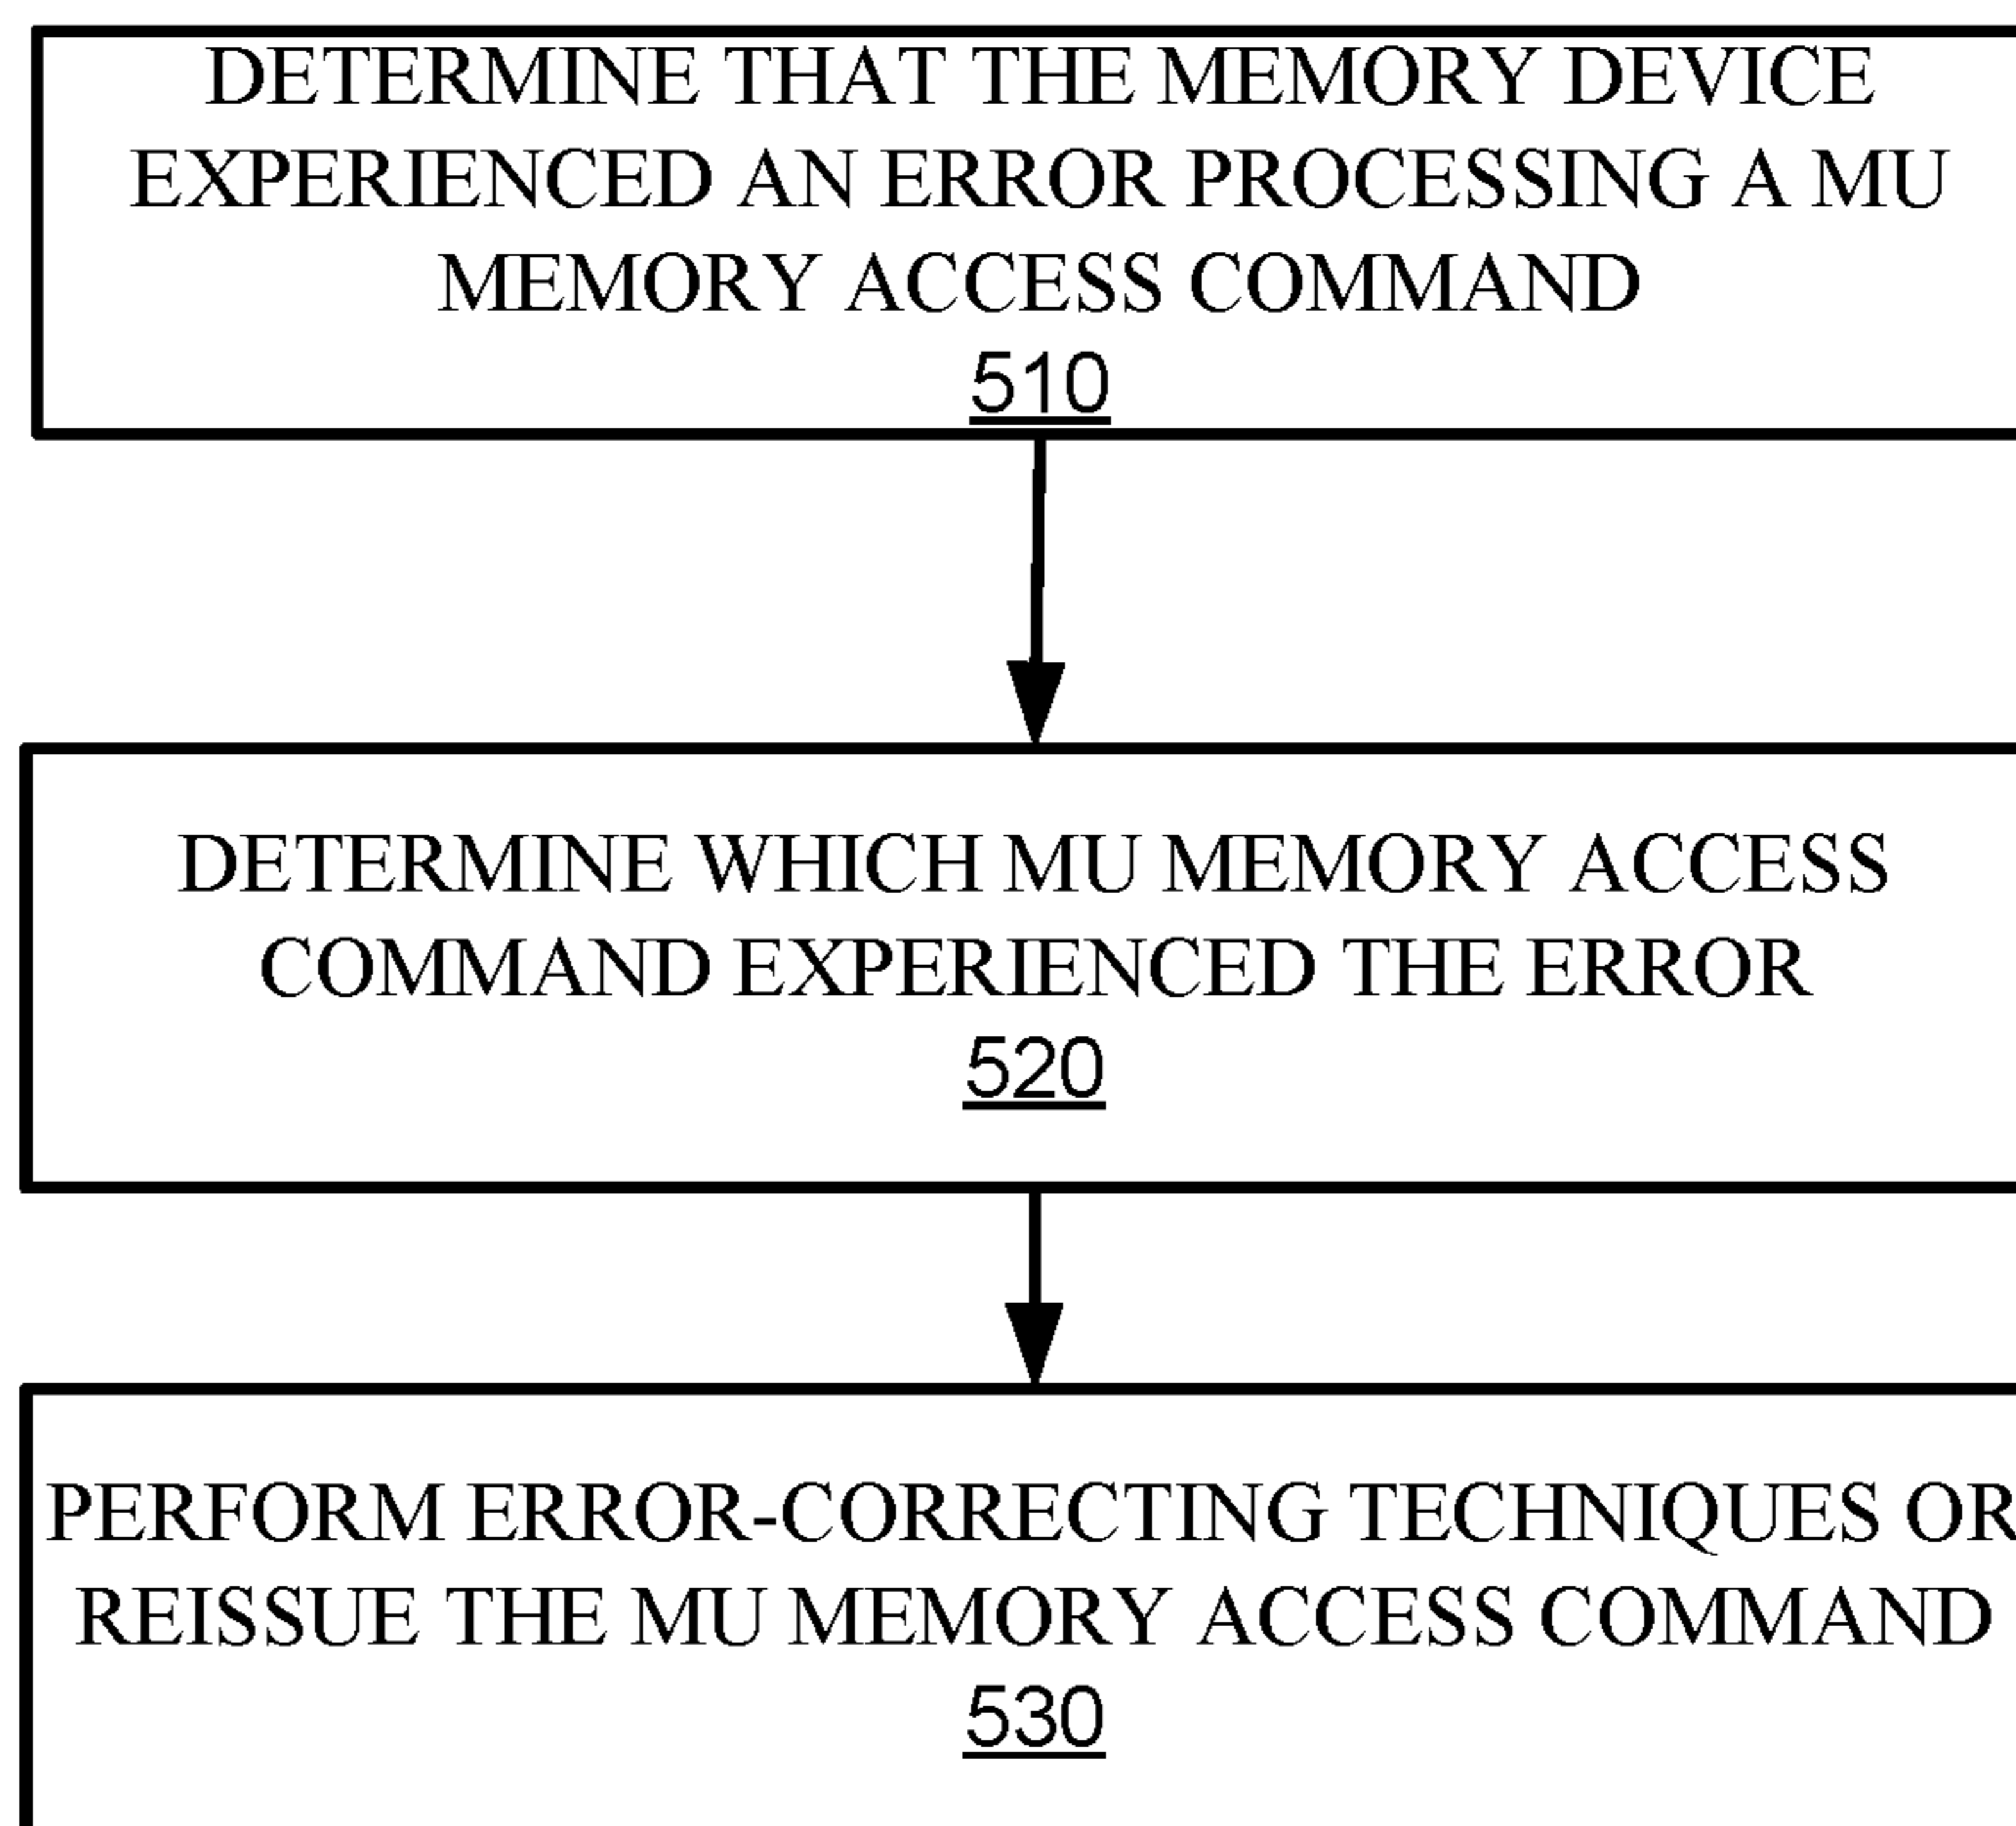 DETERMINE THAT THE MEMORY DEVICE
EXPERIENCED AN ERROR PROCESSING A MU
MEMORY ACCESS COMMAND
510
DETERMINE WHICH MU MEMORY ACCESS
COMMAND EXPERIENCED THE ERROR
520
PERFORM ERROR-CORRECTING TECHNIQUES OR
REISSUE THE MU MEMORY ACCESS COMMAND
530